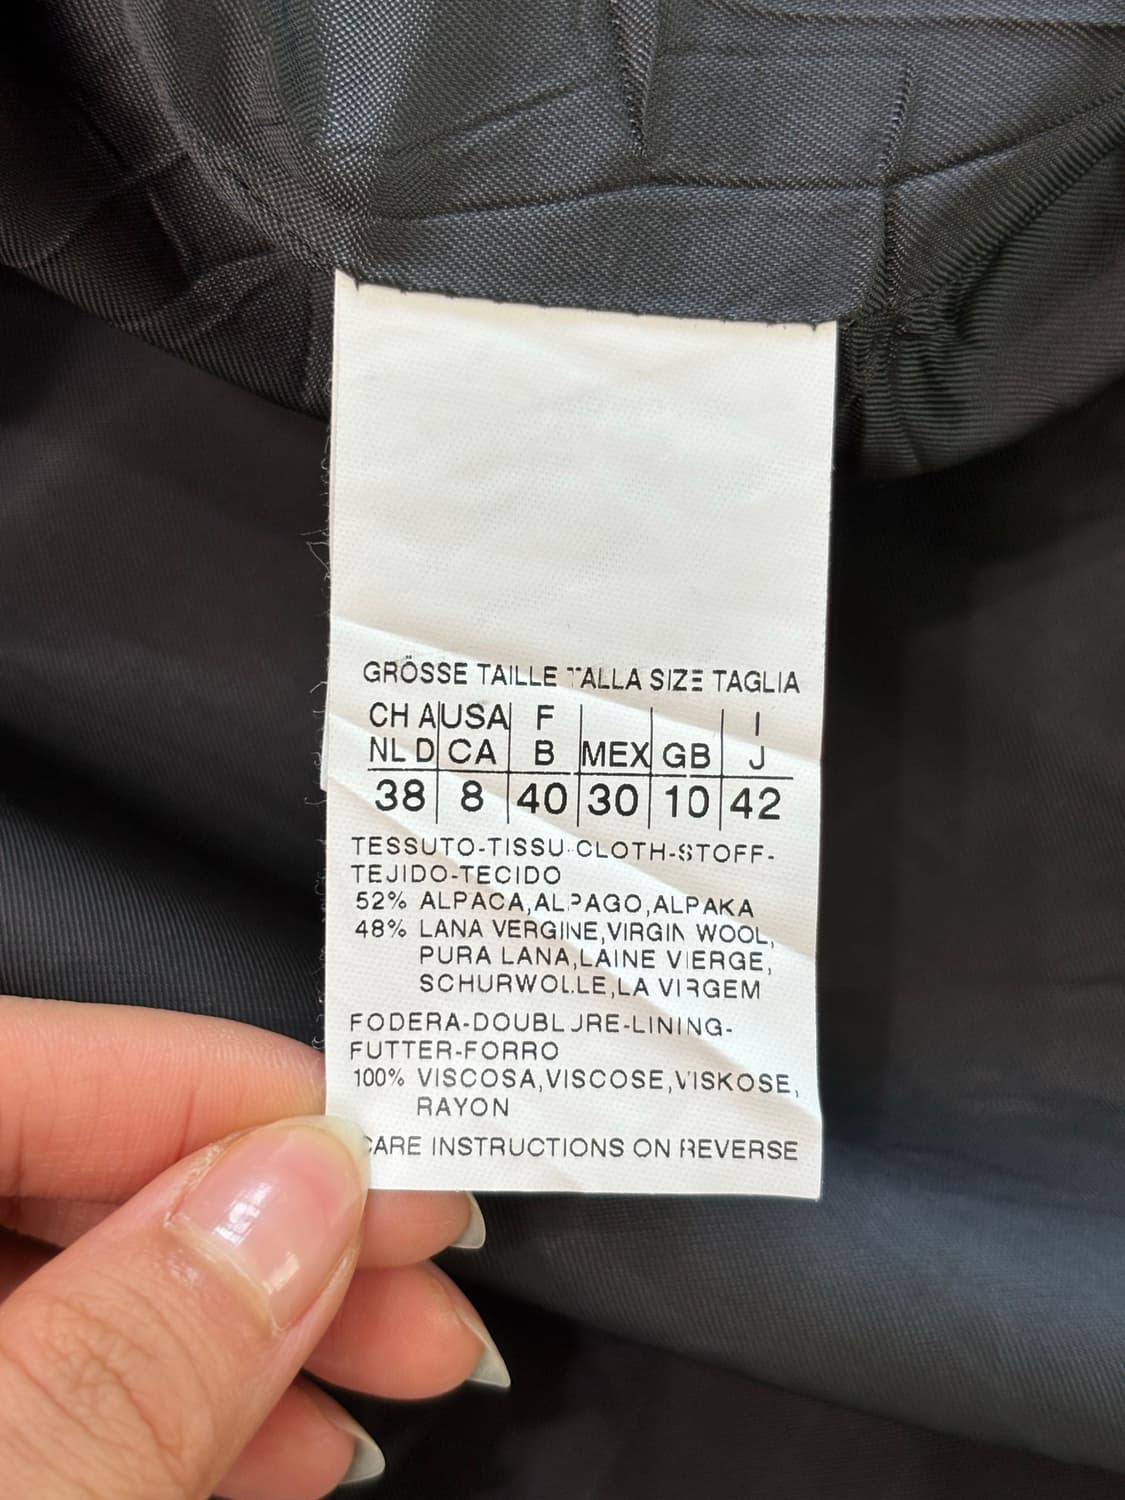 GRÖSSE TAILLE TALLA SIZE TAGLIA
CH A USA F I
NL D CA B MEX GB J
38 8 40 30 10 42
TESSUTO-TISSU-CLOTH-STOFF-
TEJIDO-TECIDO
52% ALPACA,ALPAGO,ALPAKA
48% LANA VERGINE,VIRGIN WOOL,
PURA LANA,LAINE VIERGE,
SCHURWOLLE,LA VIRGEM
FODERA-DOUBLURE-LINING-
FUTTER-FORRO
100% VISCOSA,VISCOSE,VISKOSE,
RAYON
CARE INSTRUCTIONS ON REVERSE